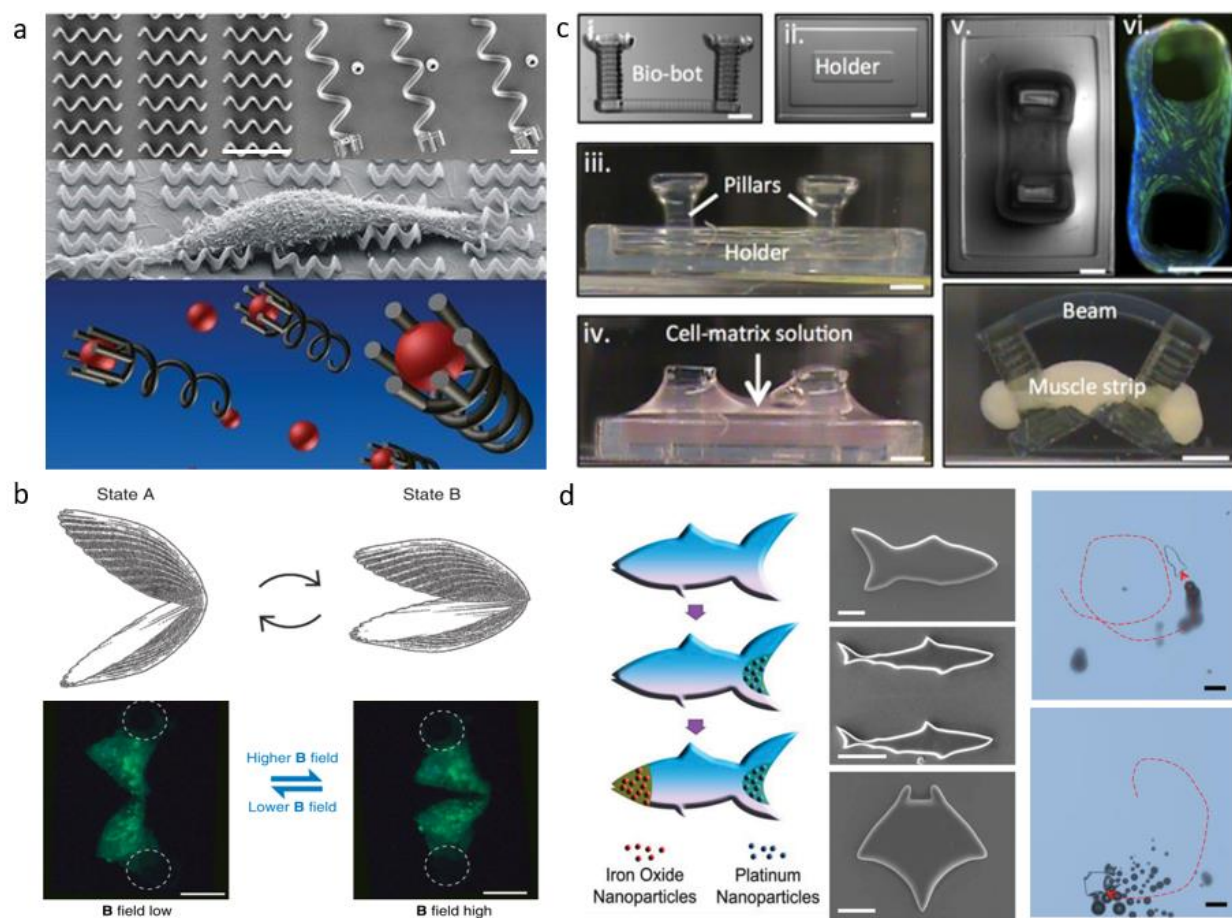 a
c
i.
Bio-bot
ii.
Holder
iii.
Pillars
Holder
iv.
Cell-matrix solution
v.
vi.
Beam
Muscle strip
b
State A
State B
Higher B field
Lower B field
B field low
B field high
d
Iron Oxide
Nanoparticles
Platinum
Nanoparticles